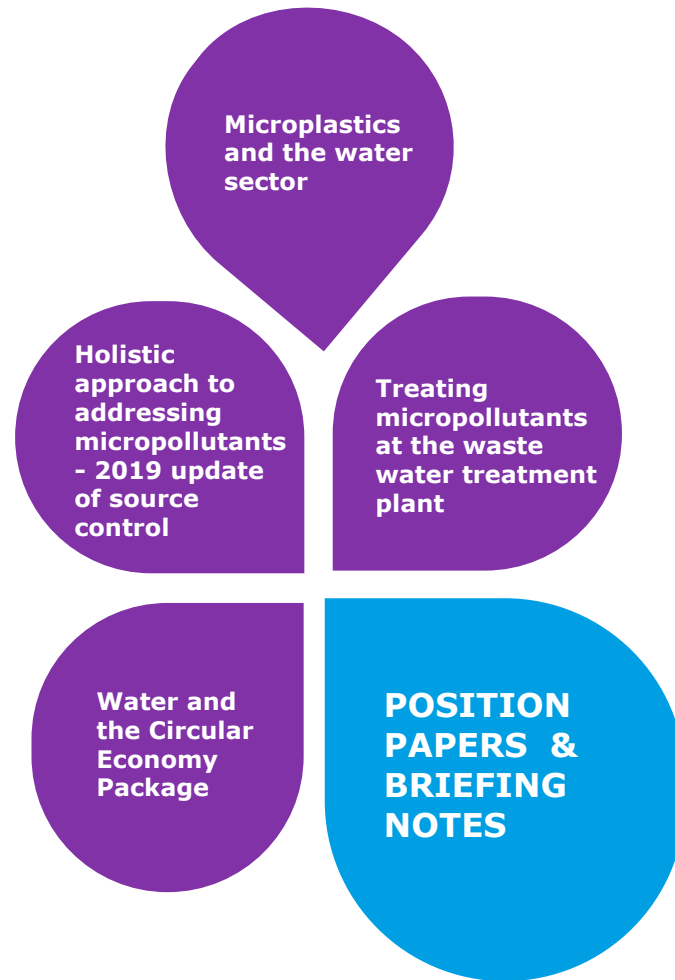 Microplastics
and the water
sector
Holistic
approach to
addressing
micropollutants
– 2019 update
of source
control
Treating
micropollutants
at the waste
water treatment
plant
Water and
the Circular
Economy
Package
POSITION
PAPERS &
BRIEFING
NOTES